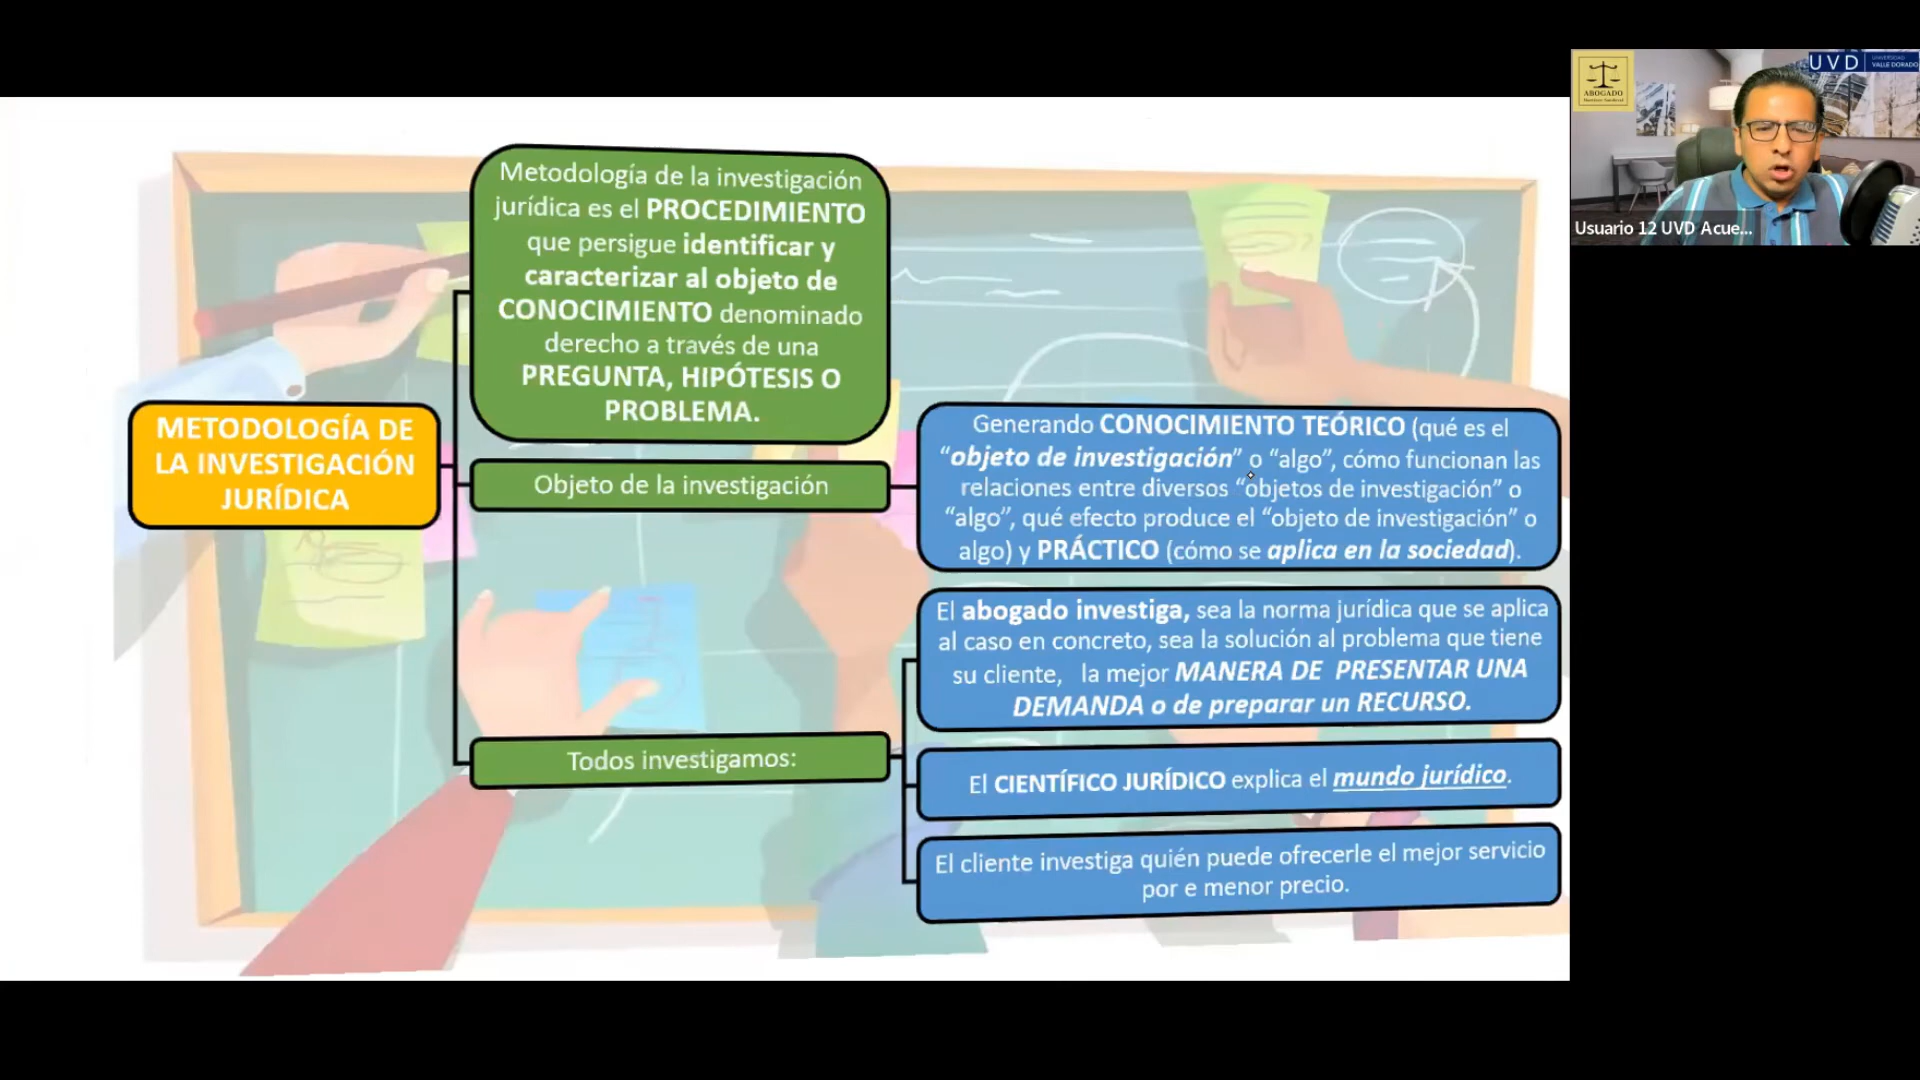 METODOLOGÍA DE
LA INVESTIGACIÓN
JURÍDICA
Metodología de la investigación
jurídica es el PROCEDIMIENTO
que persigue identificar y
caracterizar al objeto de
CONOCIMIENTO denominado
derecho a través de una
PREGUNTA, HIPÓTESIS O
PROBLEMA.
Objeto de la investigación
Generando CONOCIMIENTO TEÓRICO (qué es el
“objeto de investigación” o “algo”, cómo funcionan las
relaciones entre diversos “objetos de investigación” o
“algo”, qué efecto produce el “objeto de investigación” o
algo) y PRÁCTICO (cómo se aplica en la sociedad).
Todos investigamos:
El abogado investiga, sea la norma jurídica que se aplica
al caso en concreto, sea la solución al problema que tiene
su cliente, la mejor MANERA DE PRESENTAR UNA
DEMANDA o de preparar un RECURSO.
El CIENTÍFICO JURÍDICO explica el mundo jurídico.
El cliente investiga quién puede ofrecerle el mejor servicio
por e menor precio.
ABOGADO
UVD
UNIVERSIDAD
VALLE DORADO
Usuario 12 UVD Acue...